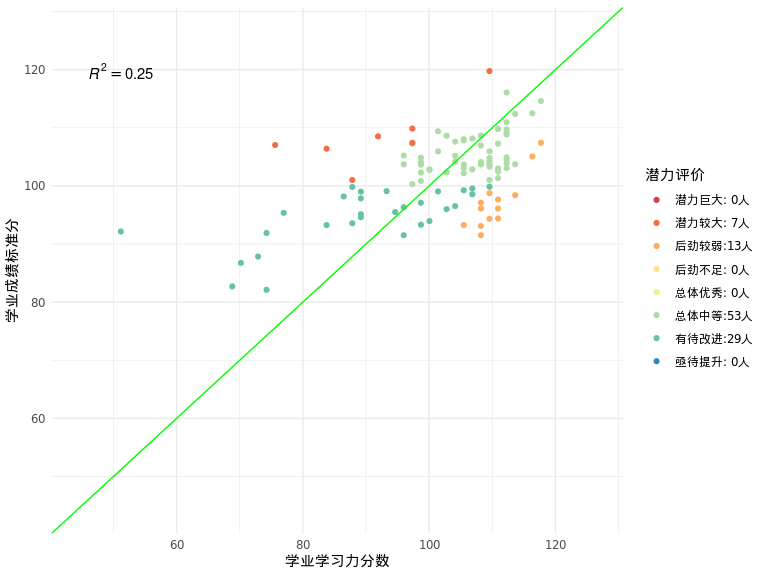 R² = 0.25
120
100
80
60
学业成绩标准分
60
80
100
120
学业学习力分数
潜力评价
潜力巨大: 0人
潜力较大: 7人
后劲较弱:13人
后劲不足: 0人
总体优秀: 0人
总体中等:53人
有待改进:29人
亟待提升: 0人